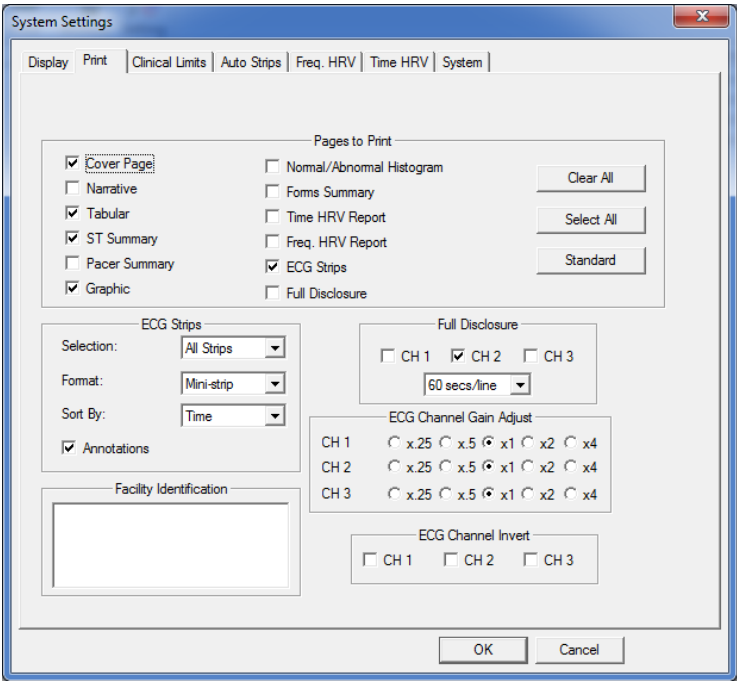 System Settings
Display Print Clinical Limits Auto Strips Freq. HRV Time HRV System
Pages to Print
Cover Page
Narrative
Tabular
ST Summary
Pacer Summary
Graphic
Normal/Abnormal Histogram
Forms Summary
Time HRV Report
Freq. HRV Report
ECG Strips
Full Disclosure
Clear All
Select All
Standard
ECG Strips
Selection: All Strips
Format: Mini-strip
Sort By: Time
Annotations
Facility Identification
Full Disclosure
CH 1 CH 2 CH 3
60 secs/line
ECG Channel Gain Adjust
CH 1 x.25 x.5 x1 x2 x4
CH 2 x.25 x.5 x1 x2 x4
CH 3 x.25 x.5 x1 x2 x4
ECG Channel Invert
CH 1 CH 2 CH 3
OK Cancel